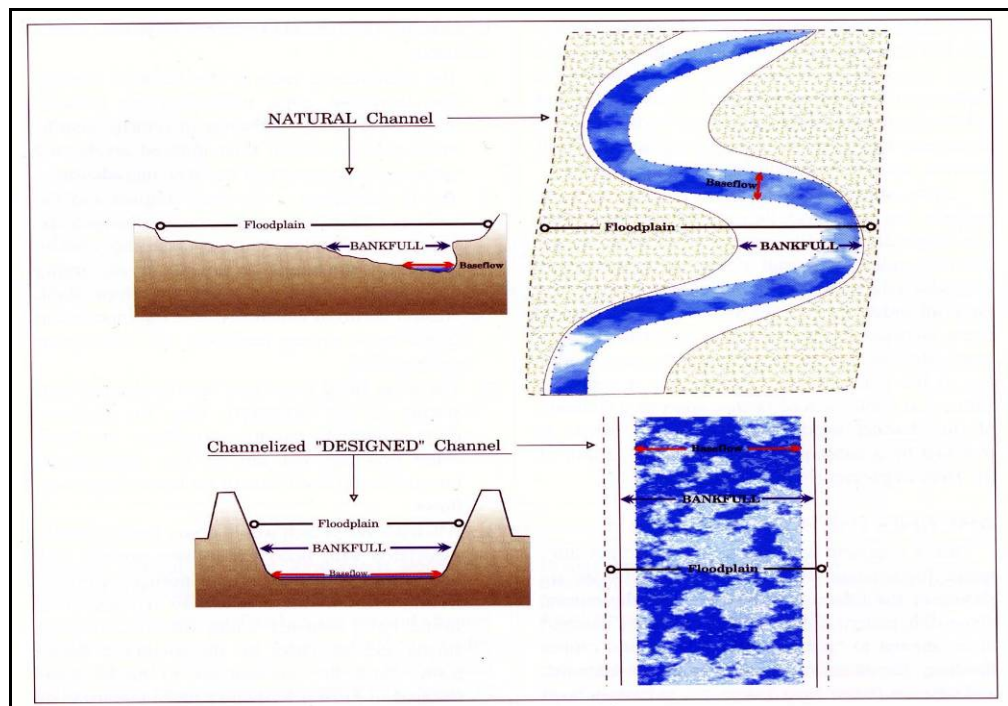 NATURAL Channel
Baseflow
Floodplain
BANKFULL
Baseflow
Floodplain
BANKFULL
Channelized "DESIGNED" Channel
Baseflow
BANKFULL
Floodplain
Floodplain
BANKFULL
Baseflow